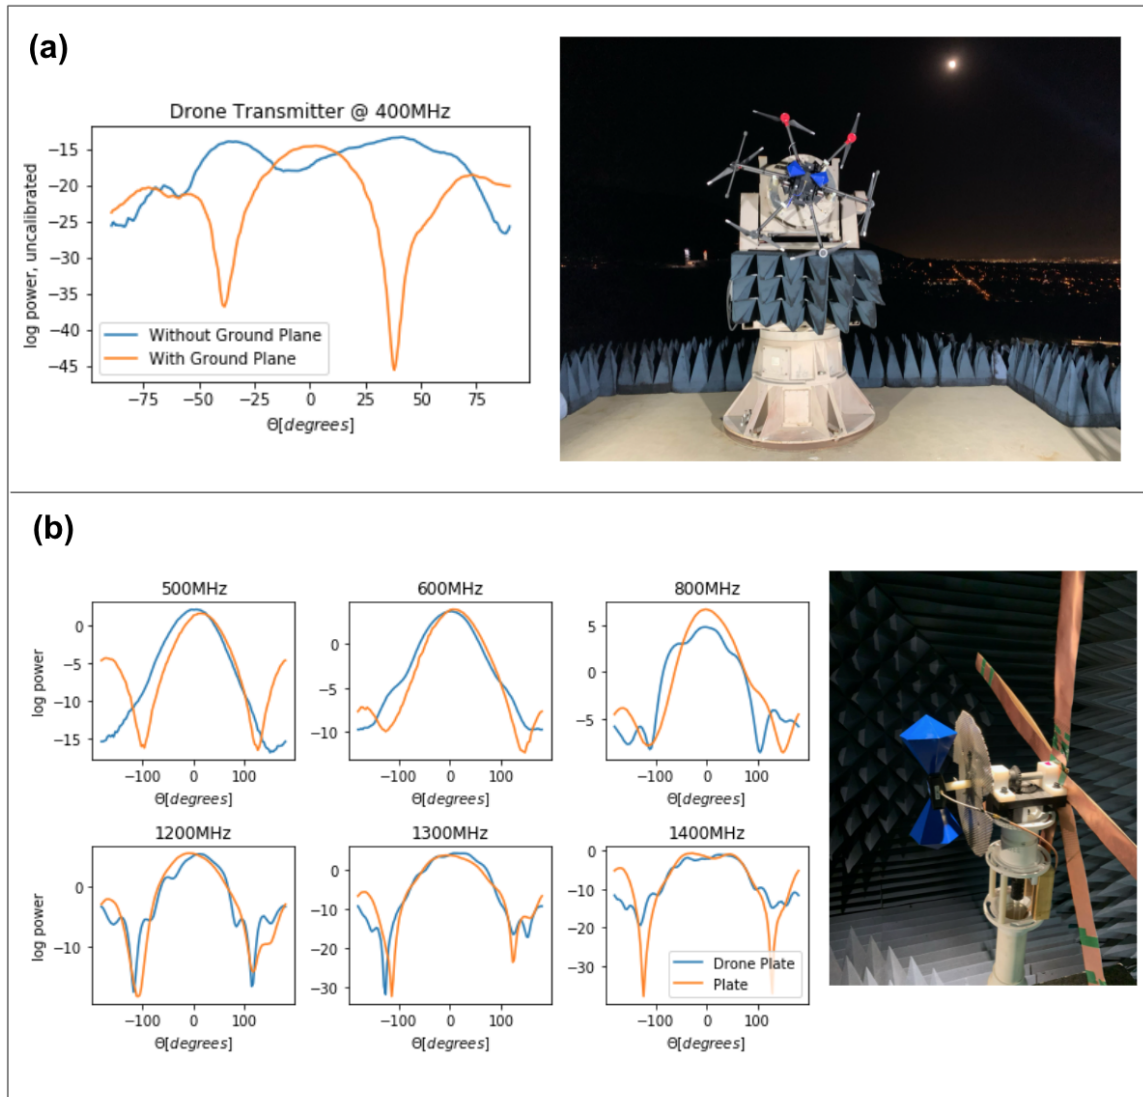 (a)
Drone Transmitter @ 400MHz
log power, uncalibrated
−15
−20
−25
−30
−35
−40
−45
Without Ground Plane
With Ground Plane
−75 −50 −25 0 25 50 75
Θ[degrees]
(b)
500MHz
log power
0
−5
−10
−15
−100 0 100
Θ[degrees]
600MHz
0
−5
−10
−100 0 100
Θ[degrees]
800MHz
5
0
−5
−100 0 100
Θ[degrees]
1200MHz
log power
0
−10
−100 0 100
Θ[degrees]
1300MHz
0
−10
−20
−30
−100 0 100
Θ[degrees]
1400MHz
0
−10
−20
−30
Drone Plate
Plate
−100 0 100
Θ[degrees]